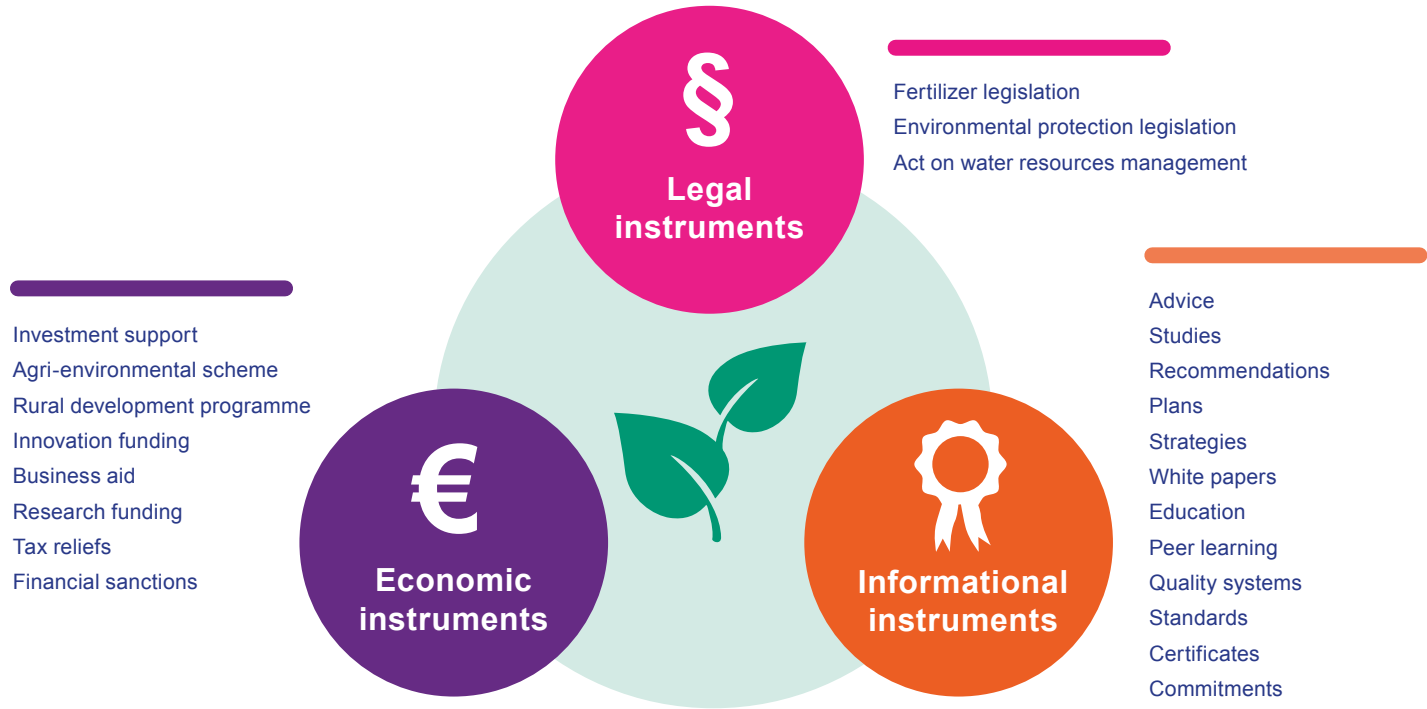 §
Legal
instruments
Fertilizer legislation
Environmental protection legislation
Act on water resources management
€
Economic
instruments
Investment support
Agri-environmental scheme
Rural development programme
Innovation funding
Business aid
Research funding
Tax reliefs
Financial sanctions
Informational
instruments
Advice
Studies
Recommendations
Plans
Strategies
White papers
Education
Peer learning
Quality systems
Standards
Certificates
Commitments